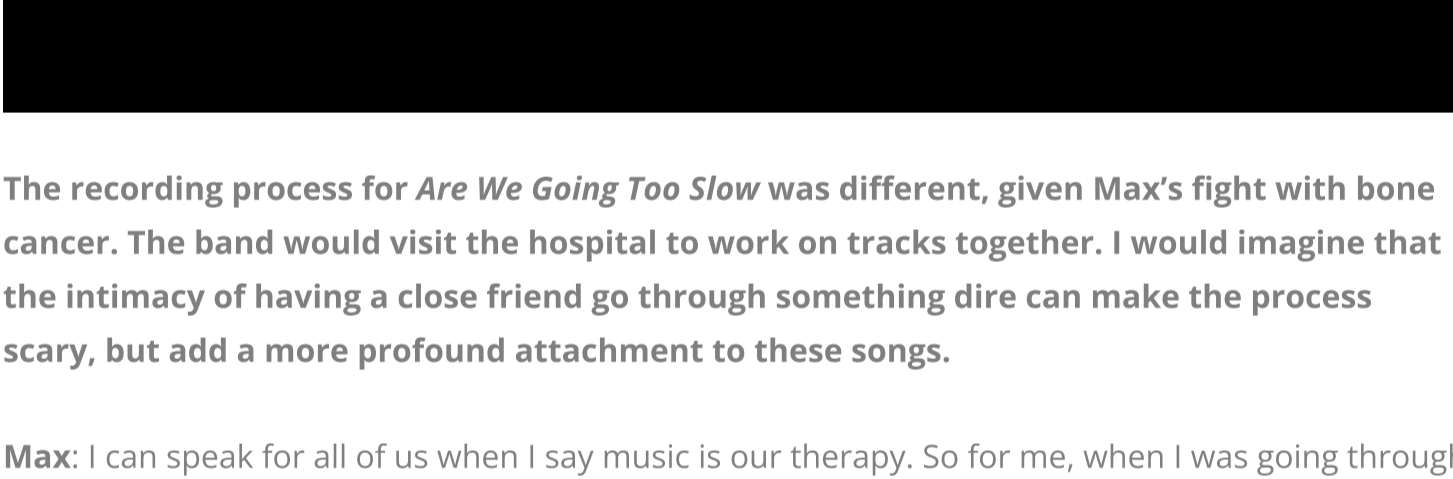 The recording process for Are We Going Too Slow was different, given Max’s fight with bone
cancer. The band would visit the hospital to work on tracks together. I would imagine that
the intimacy of having a close friend go through something dire can make the process
scary, but add a more profound attachment to these songs.
Max: I can speak for all of us when I say music is our therapy. So for me, when I was going